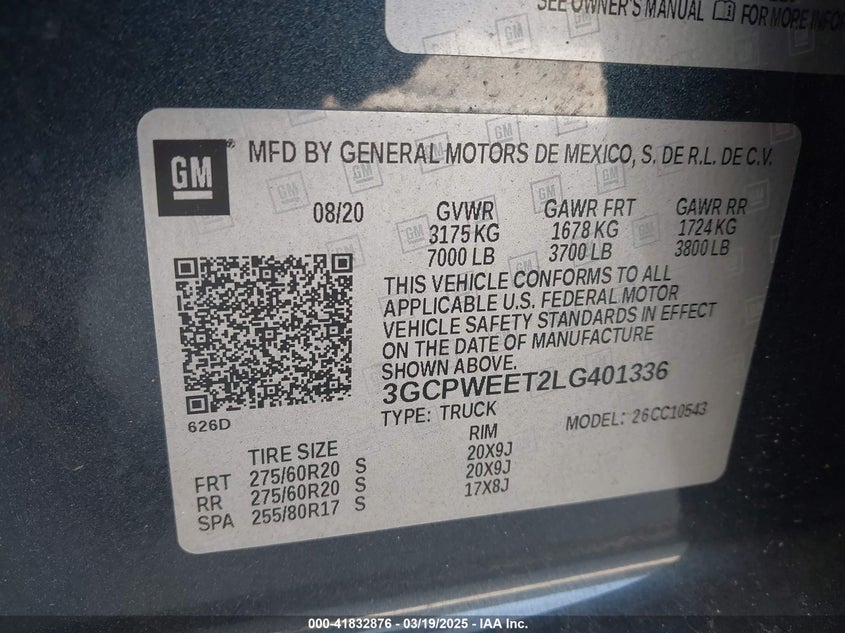 SEE OWNER'S MANUAL FOR MORE INFOR
GM MFD BY GENERAL MOTORS DE MEXICO, S. DE R.L. DE C.V.
08/20 GVWR GAWR FRT GAWR RR
3175 KG 1678 KG 1724 KG
7000 LB 3700 LB 3800 LB
THIS VEHICLE CONFORMS TO ALL
APPLICABLE U.S. FEDERAL MOTOR
VEHICLE SAFETY STANDARDS IN EFFECT
ON THE DATE OF MANUFACTURE
SHOWN ABOVE.
3GCPWEET2LG401336
626D
TYPE: TRUCK MODEL: 26CC10543
TIRE SIZE RIM
FRT 275/60R20 S 20X9J
RR 275/60R20 S 20X9J
SPA 255/80R17 S 17X8J
000-41832876 — 03/19/2025 — IAA Inc.